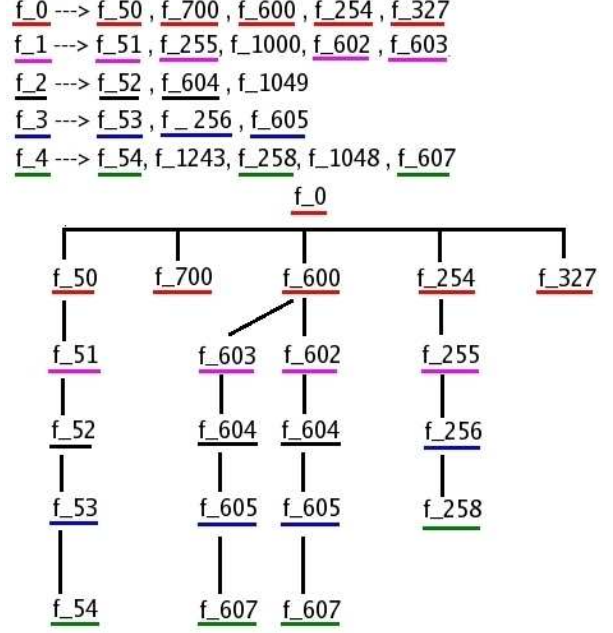 f_0 ---> f_50 , f_700 , f_600 , f_254 , f_327
f_1 ---> f_51 , f_255, f_1000, f_602 , f_603
f_2 ---> f_52 , f_604 , f_1049
f_3 ---> f_53 , f_256 , f_605
f_4 ---> f_54, f_1243, f_258, f_1048 , f_607
f_0
f_50 f_700 f_600 f_254 f_327
f_51 f_603 f_602 f_255
f_52 f_604 f_604 f_256
f_53 f_605 f_605 f_258
f_54 f_607 f_607